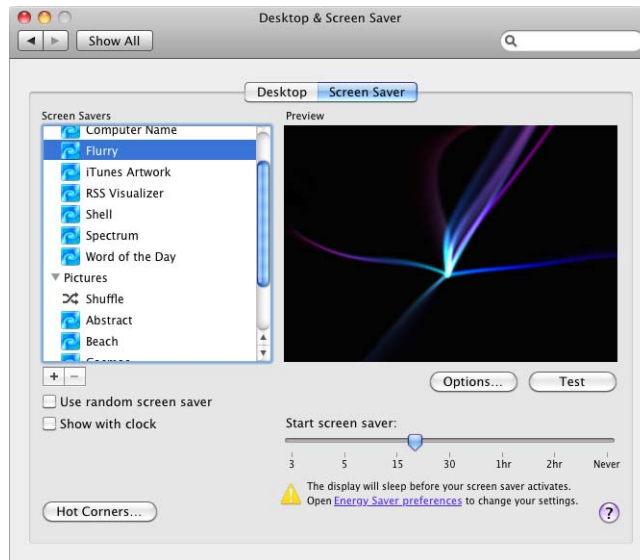 Desktop & Screen Saver
Show All
Desktop Screen Saver
Screen Savers
Preview
Computer Name
Flurry
iTunes Artwork
RSS Visualizer
Shell
Spectrum
Word of the Day
Pictures
Shuffle
Abstract
Beach
Cosmos
+ −
Options... Test
Use random screen saver
Show with clock
Start screen saver:
3 5 15 30 1hr 2hr Never
The display will sleep before your screen saver activates.
Open Energy Saver preferences to change your settings.
Hot Corners...
?